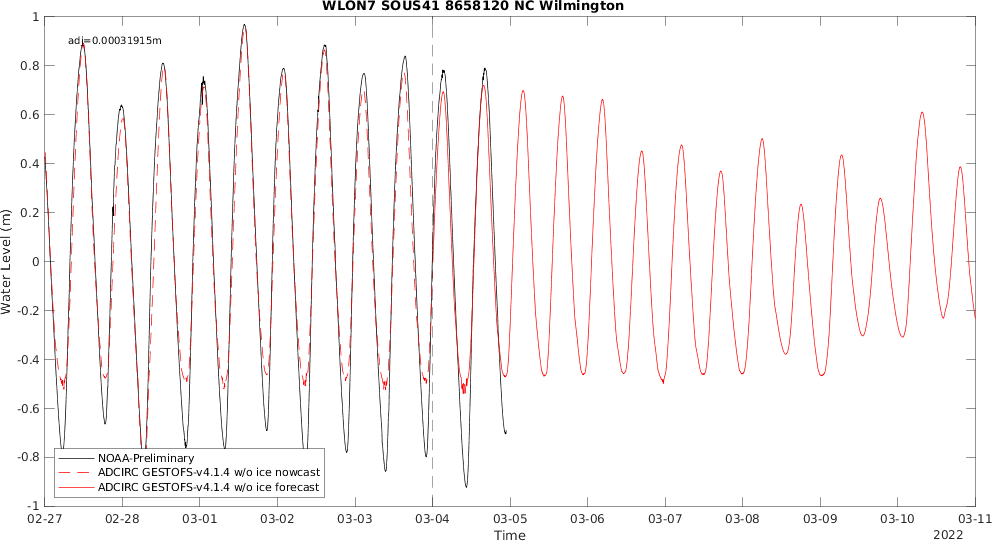 WLON7 SOUS41 8658120 NC Wilmington
adj=0.00031915m
1
0.8
0.6
0.4
0.2
0
-0.2
-0.4
-0.6
-0.8
-1
Water Level (m)
NOAA-Preliminary
ADCIRC GESTOFS-v4.1.4 w/o ice nowcast
ADCIRC GESTOFS-v4.1.4 w/o ice forecast
02-27 02-28 03-01 03-02 03-03 03-04 03-05 03-06 03-07 03-08 03-09 03-10 03-11
Time
2022